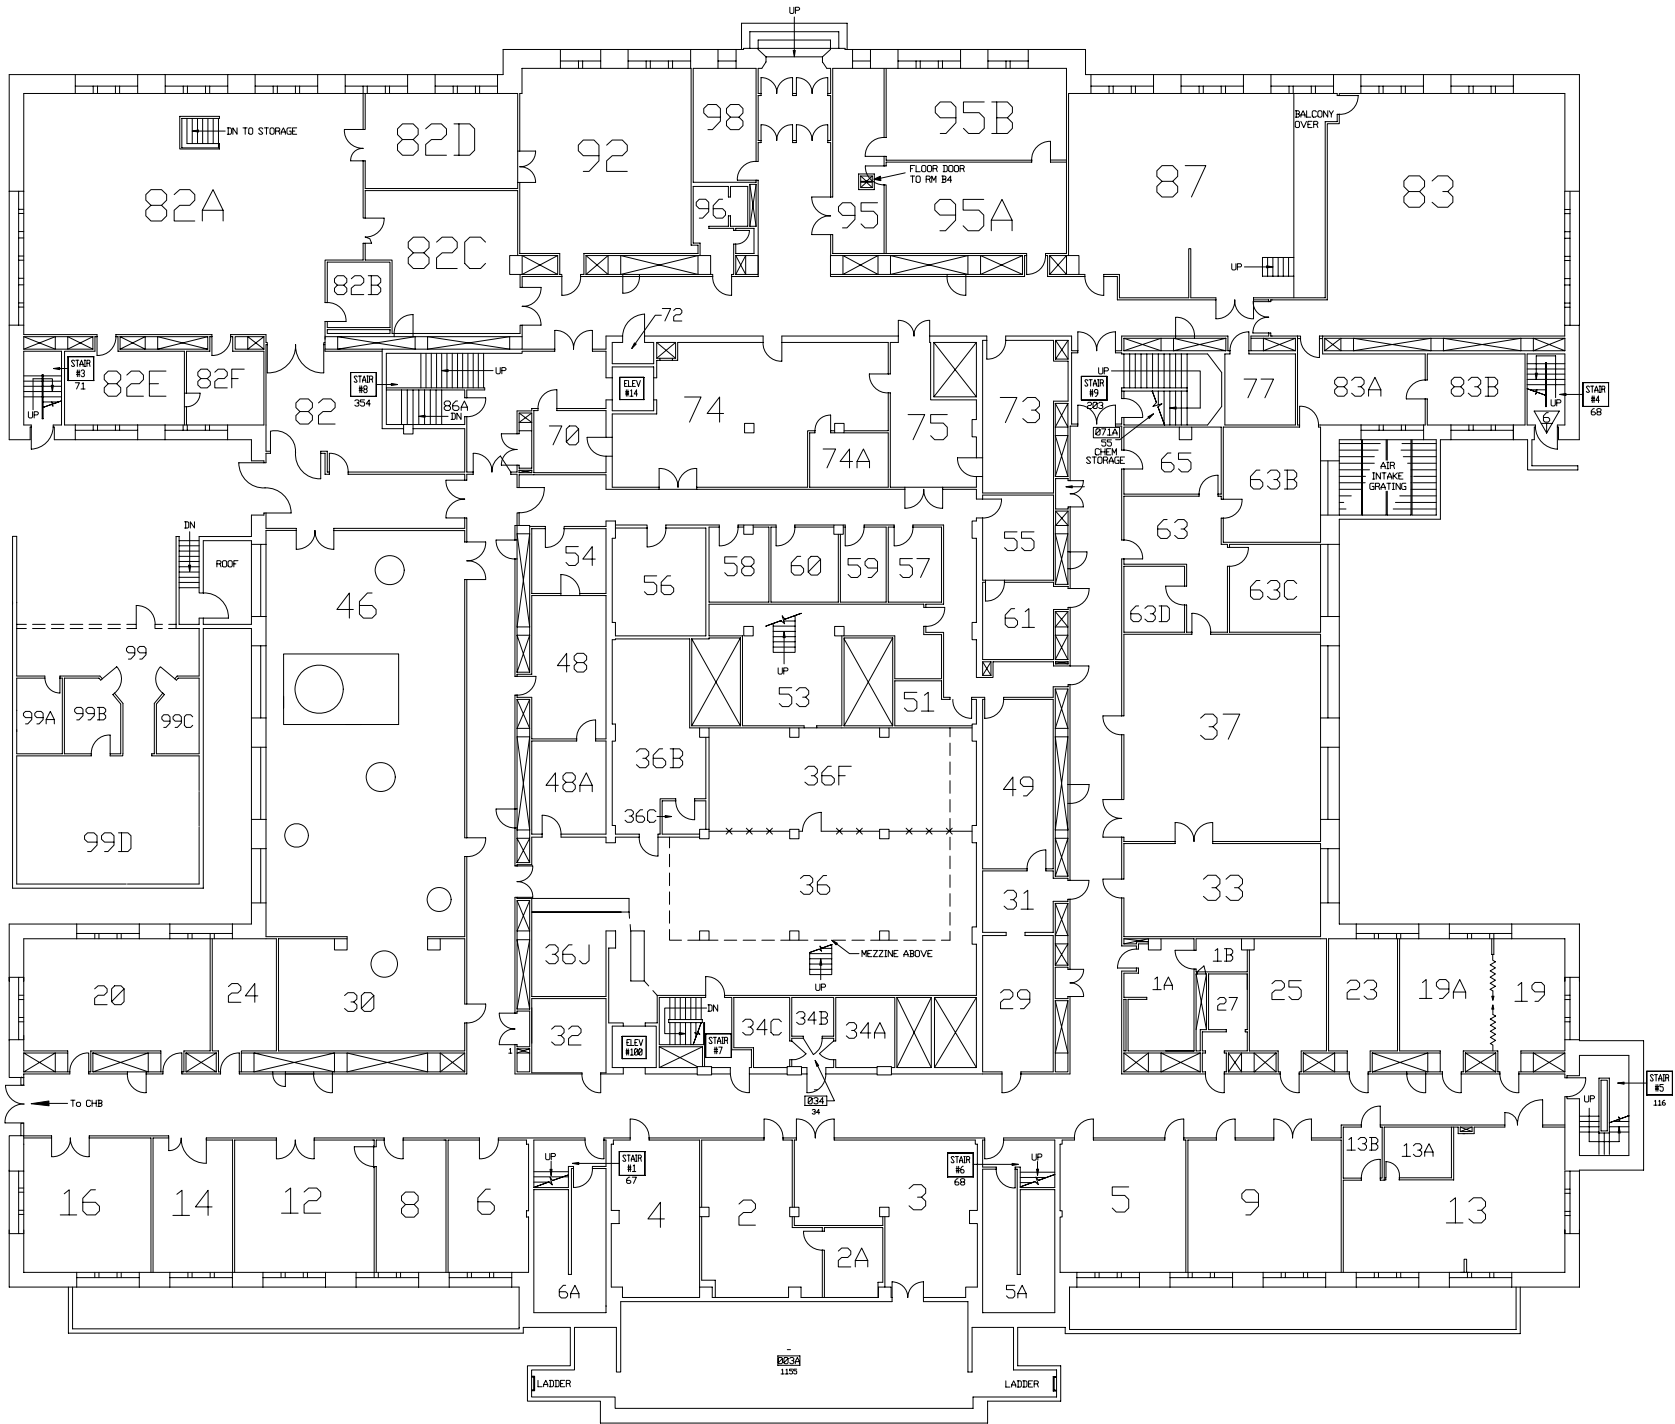 UP
98
95B
82D
92
BALCONY
OVER
DN TO STORAGE
FLOOR DOOR
TO RM B4
87
83
82A
96
95
95A
82C
82B
UP
72
STAIR
#3
71
82E
82F
STAIR
#8
354
UP
ELEV
#14
UP
STAIR
#9
203
77
83A
83B
STAIR
#4
68
UP
UP
6
82
86A
DN
70
74
75
73
071A
55
CHEM
STORAGE
74A
65
63B
AIR
INTAKE
GRATING
DN
ROOF
46
54
56
58
60
59
57
55
63
61
63D
63C
99
48
UP
53
51
99A
99B
99C
37
36B
36F
48A
49
36C
99D
36
31
33
MEZZINE ABOVE
36J
UP
1A
1B
20
24
30
29
27
25
23
19A
19
32
ELEV
#100
DN
STAIR
#7
34C
34B
34A
1
STAIR
#5
116
UP
To CHB
034
34
16
14
12
8
6
UP
STAIR
#1
67
4
2
3
STAIR
#6
68
UP
5
9
13B
13A
13
2A
6A
5A
LADDER
003A
1155
LADDER